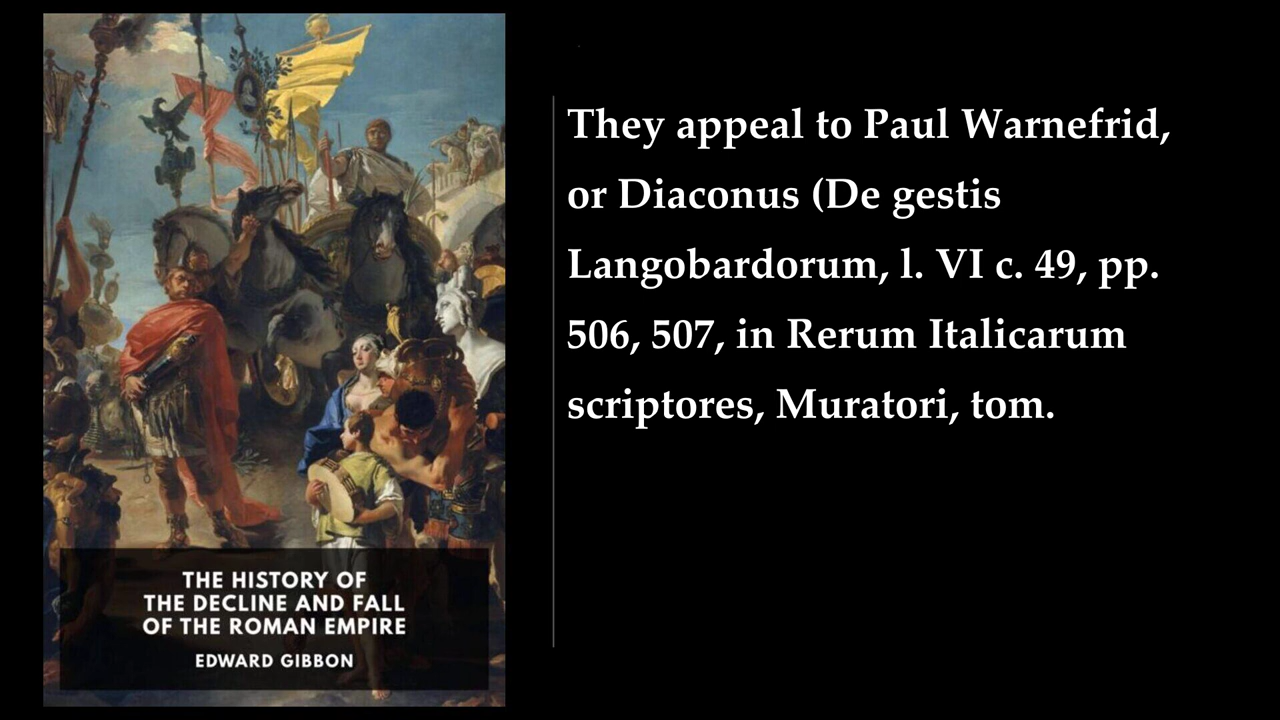 They appeal to Paul Warnefrid,
or Diaconus (De gestis
Langobardorum, l. VI c. 49, pp.
506, 507, in Rerum Italicarum
scriptores, Muratori, tom.
THE HISTORY OF
THE DECLINE AND FALL
OF THE ROMAN EMPIRE
EDWARD GIBBON